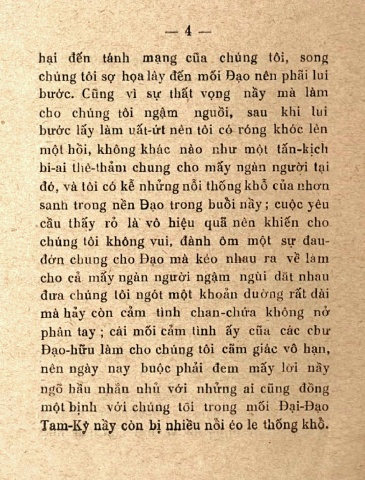 — 4 —
hại đến tánh mạng của chúng tôi, song
chúng tôi sợ họa lây đến mối Đạo nên phãi lui
bước. Cũng vì sự thất vọng nầy mà làm
cho chúng tôi ngậm nguồi, sau khi lui
bước lấy làm uất-ứt nên tôi có róng khóc lên
một hồi, không khác nào như một tấn-kịch
bi-ai thê-thảm chung cho mấy ngàn người tại
đó, và tôi có kể những nỗi thống khổ của nhơn
sanh trong nền Đạo trong buổi nầy; cuộc yêu
cầu thấy rỏ là vô hiệu quã nên khiến cho
chúng tôi không vui, đành ôm một sự đau-
đớn chung cho Đạo mà kéo nhau ra về làm
cho cả mấy ngàn người ngậm ngùi dắt nhau
đưa chúng tôi ngót một khoản đường rất dài
mà hảy còn cảm tình chan-chứa không nở
phân tay; cái mối cảm tình ấy của các chư
Đạo-hữu làm cho chúng tôi cãm giác vô hạn,
nên ngày nay buộc phải đem mấy lời nầy
ngõ hầu nhắn nhủ với những ai cũng đồng
một bịnh với chúng tôi trong mối Đại-Đạo
Tam-Kỳ nầy còn bị nhiều nỗi éo le thống khổ.